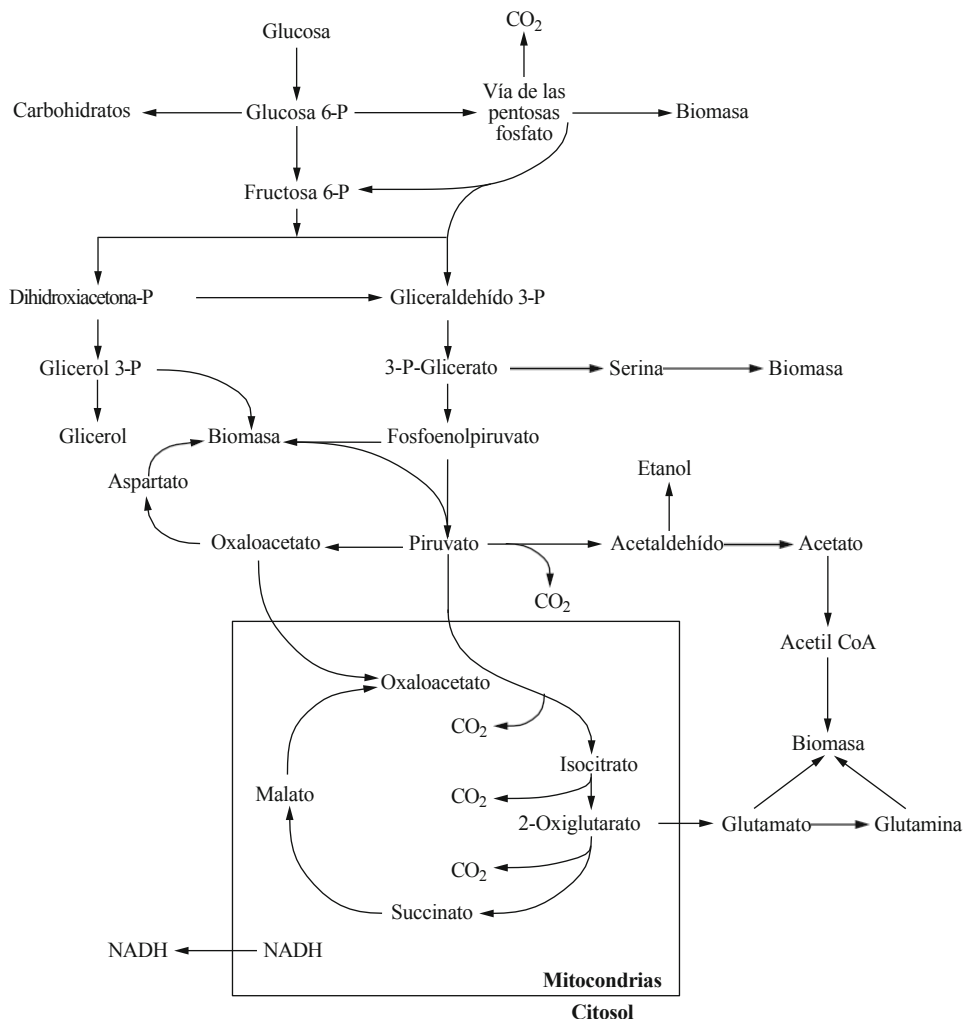 CO2
Glucosa
Carbohidratos
Glucosa 6-P
Vía de las
pentosas
fosfato
Biomasa
Fructosa 6-P
Dihidroxiacetona-P
Gliceraldehído 3-P
Glicerol 3-P
3-P-Glicerato
Serina
Biomasa
Glicerol
Biomasa
Fosfoenolpiruvato
Etanol
Aspartato
Oxaloacetato
Piruvato
Acetaldehído
Acetato
CO2
Acetil CoA
Oxaloacetato
CO2
Biomasa
Isocitrato
Malato
CO2
2-Oxiglutarato
Glutamato
Glutamina
CO2
Succinato
NADH
NADH
Mitocondrias
Citosol